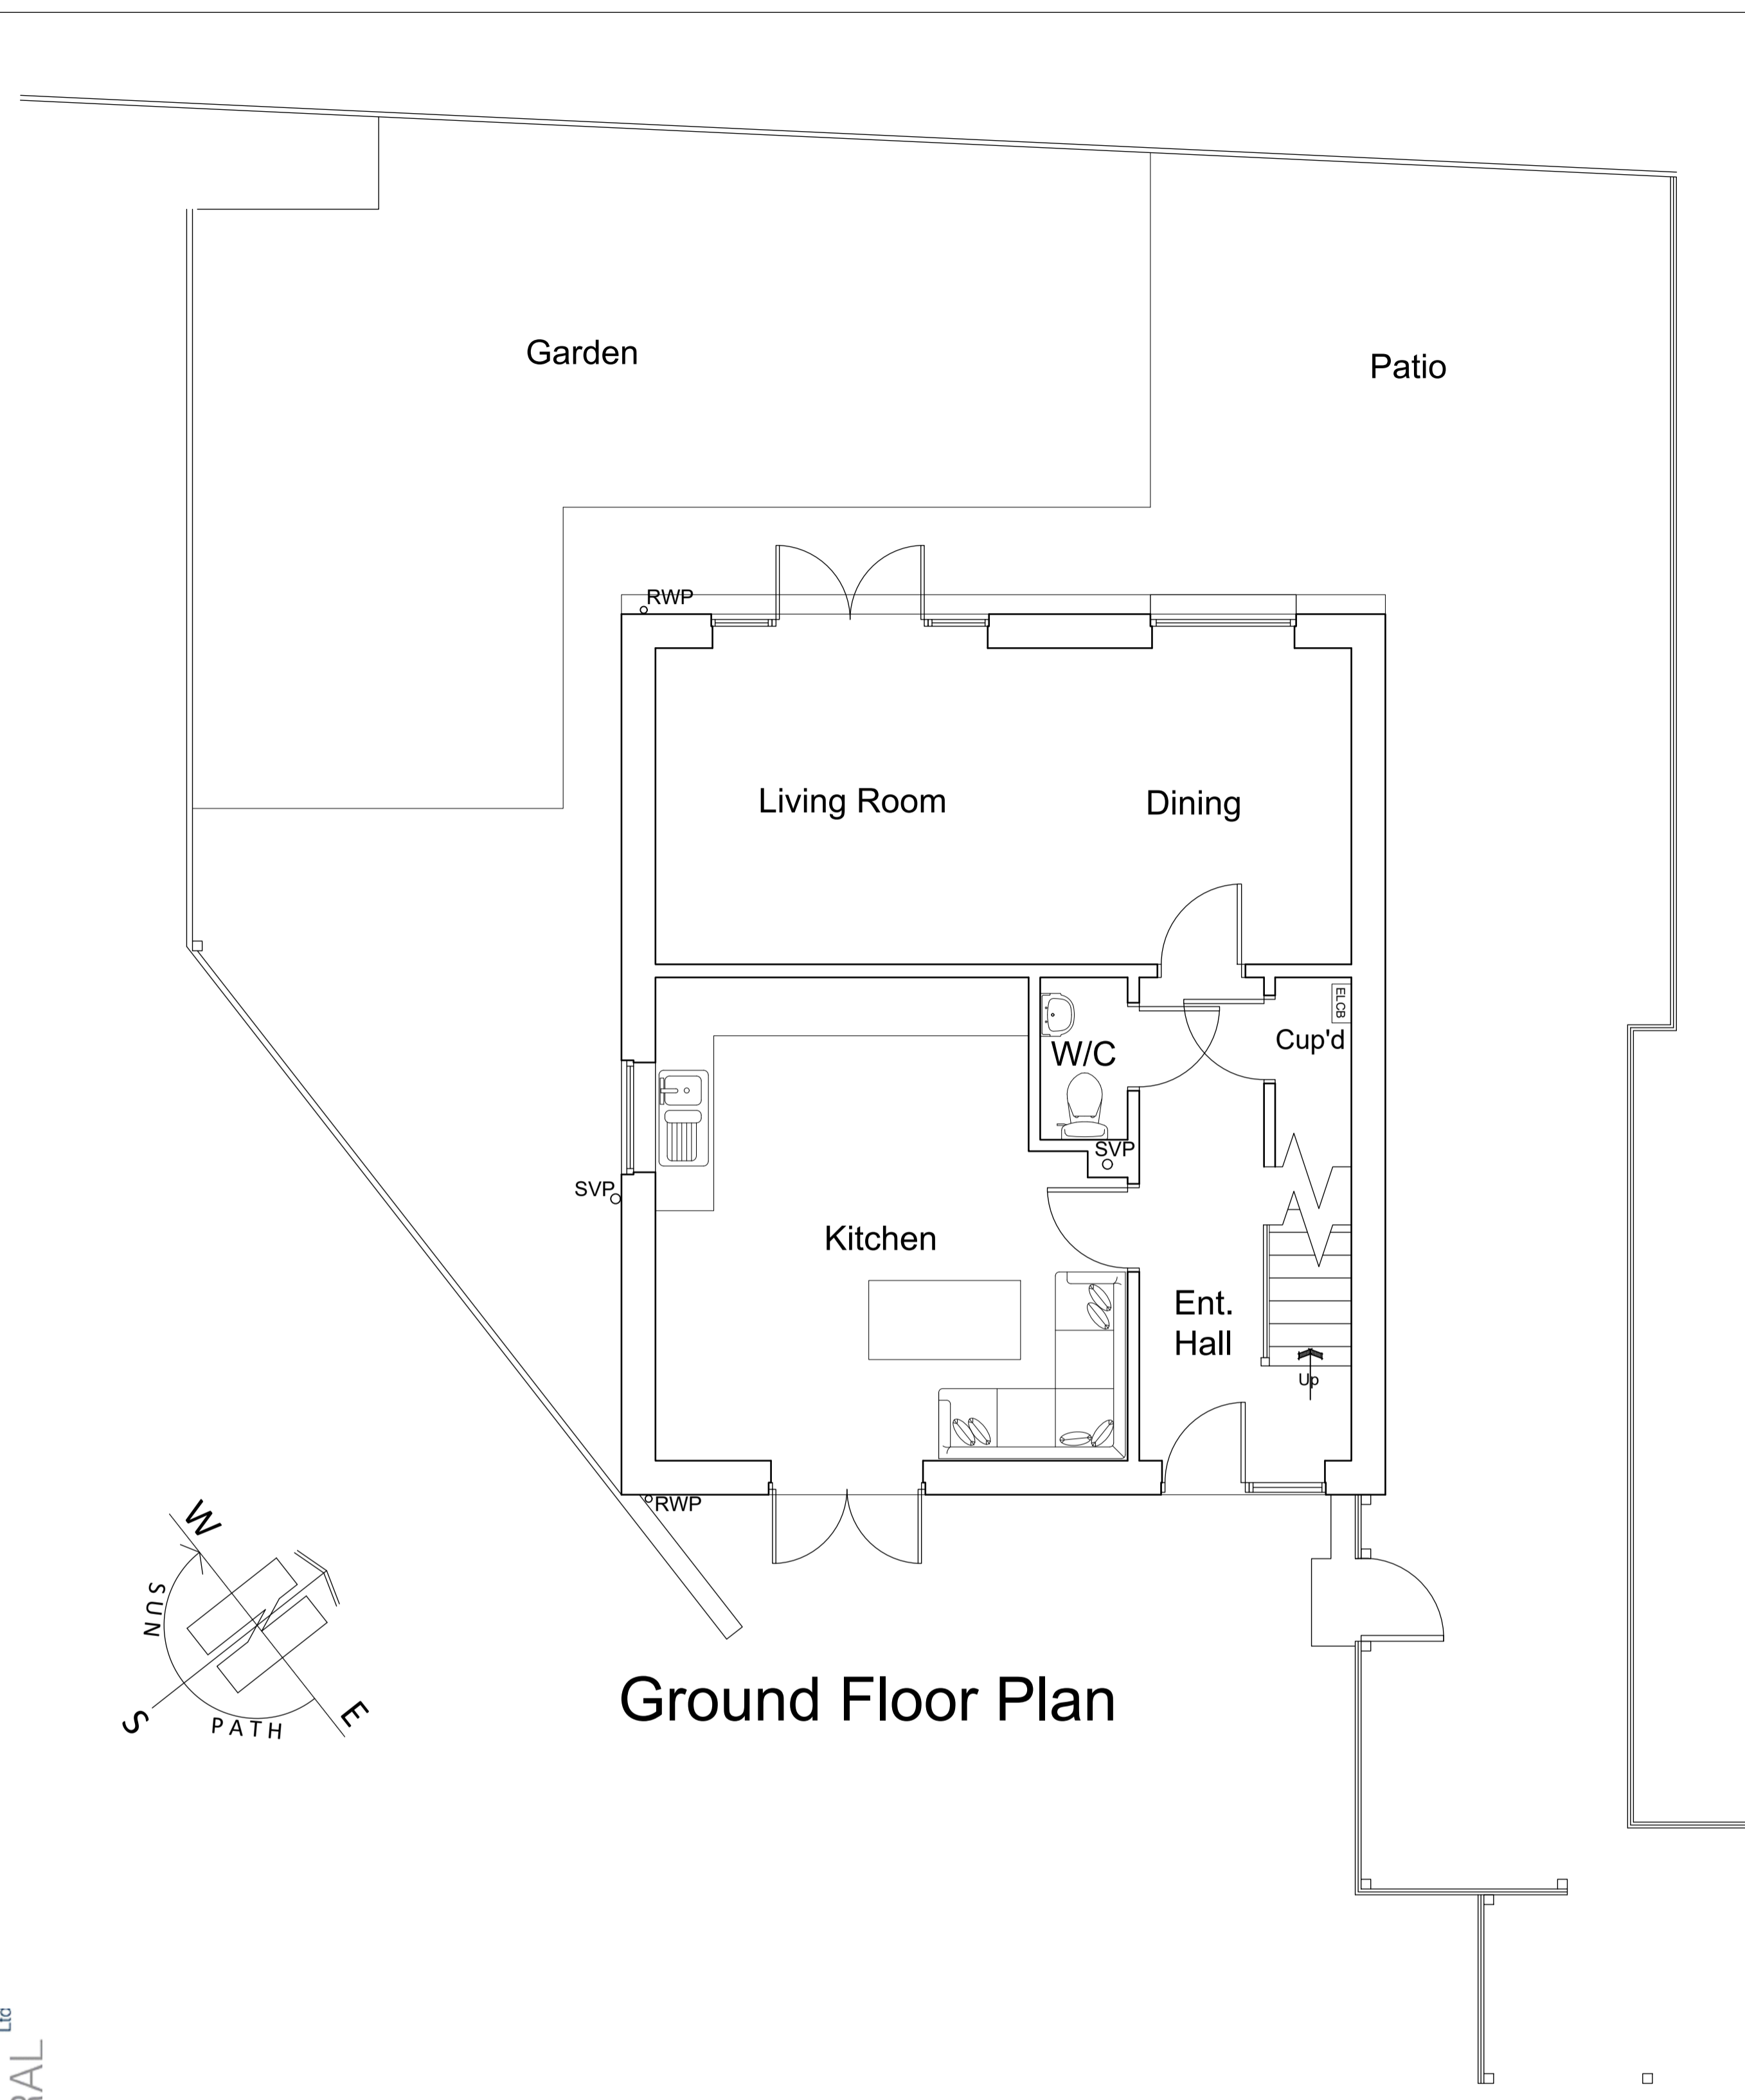 Garden
Patio
RWP
Living Room
Dining
ELCB
Cup'd
W/C
SVP
SVP
Kitchen
Ent.
Hall
Up
RWP
W
SUN
S
PATH
E
Ground Floor Plan
Ltd